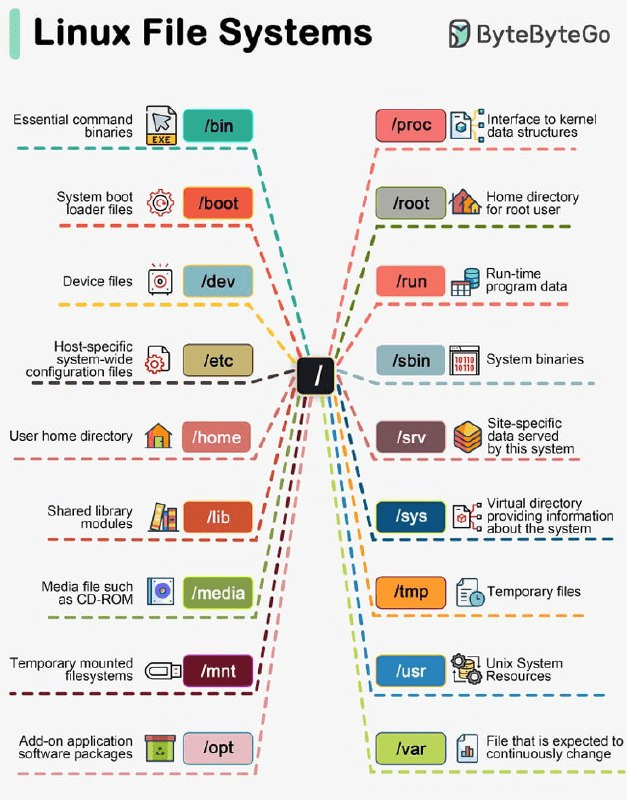 Linux File Systems
ByteByteGo
Essential command
binaries
EXE
/bin
System boot
loader files
/boot
Device files
/dev
Host-specific
system-wide
configuration files
/etc
User home directory
/home
Shared library
modules
/lib
Media file such
as CD-ROM
/media
Temporary mounted
filesystems
/mnt
Add-on application
software packages
/opt
/
/proc
Interface to kernel
data structures
/root
Home directory
for root user
/run
Run-time
program data
/sbin
10110
10110
System binaries
/srv
Site-specific
data served
by this system
/sys
Virtual directory
providing information
about the system
/tmp
Temporary files
/usr
Unix System
Resources
/var
File that is expected to
continuously change